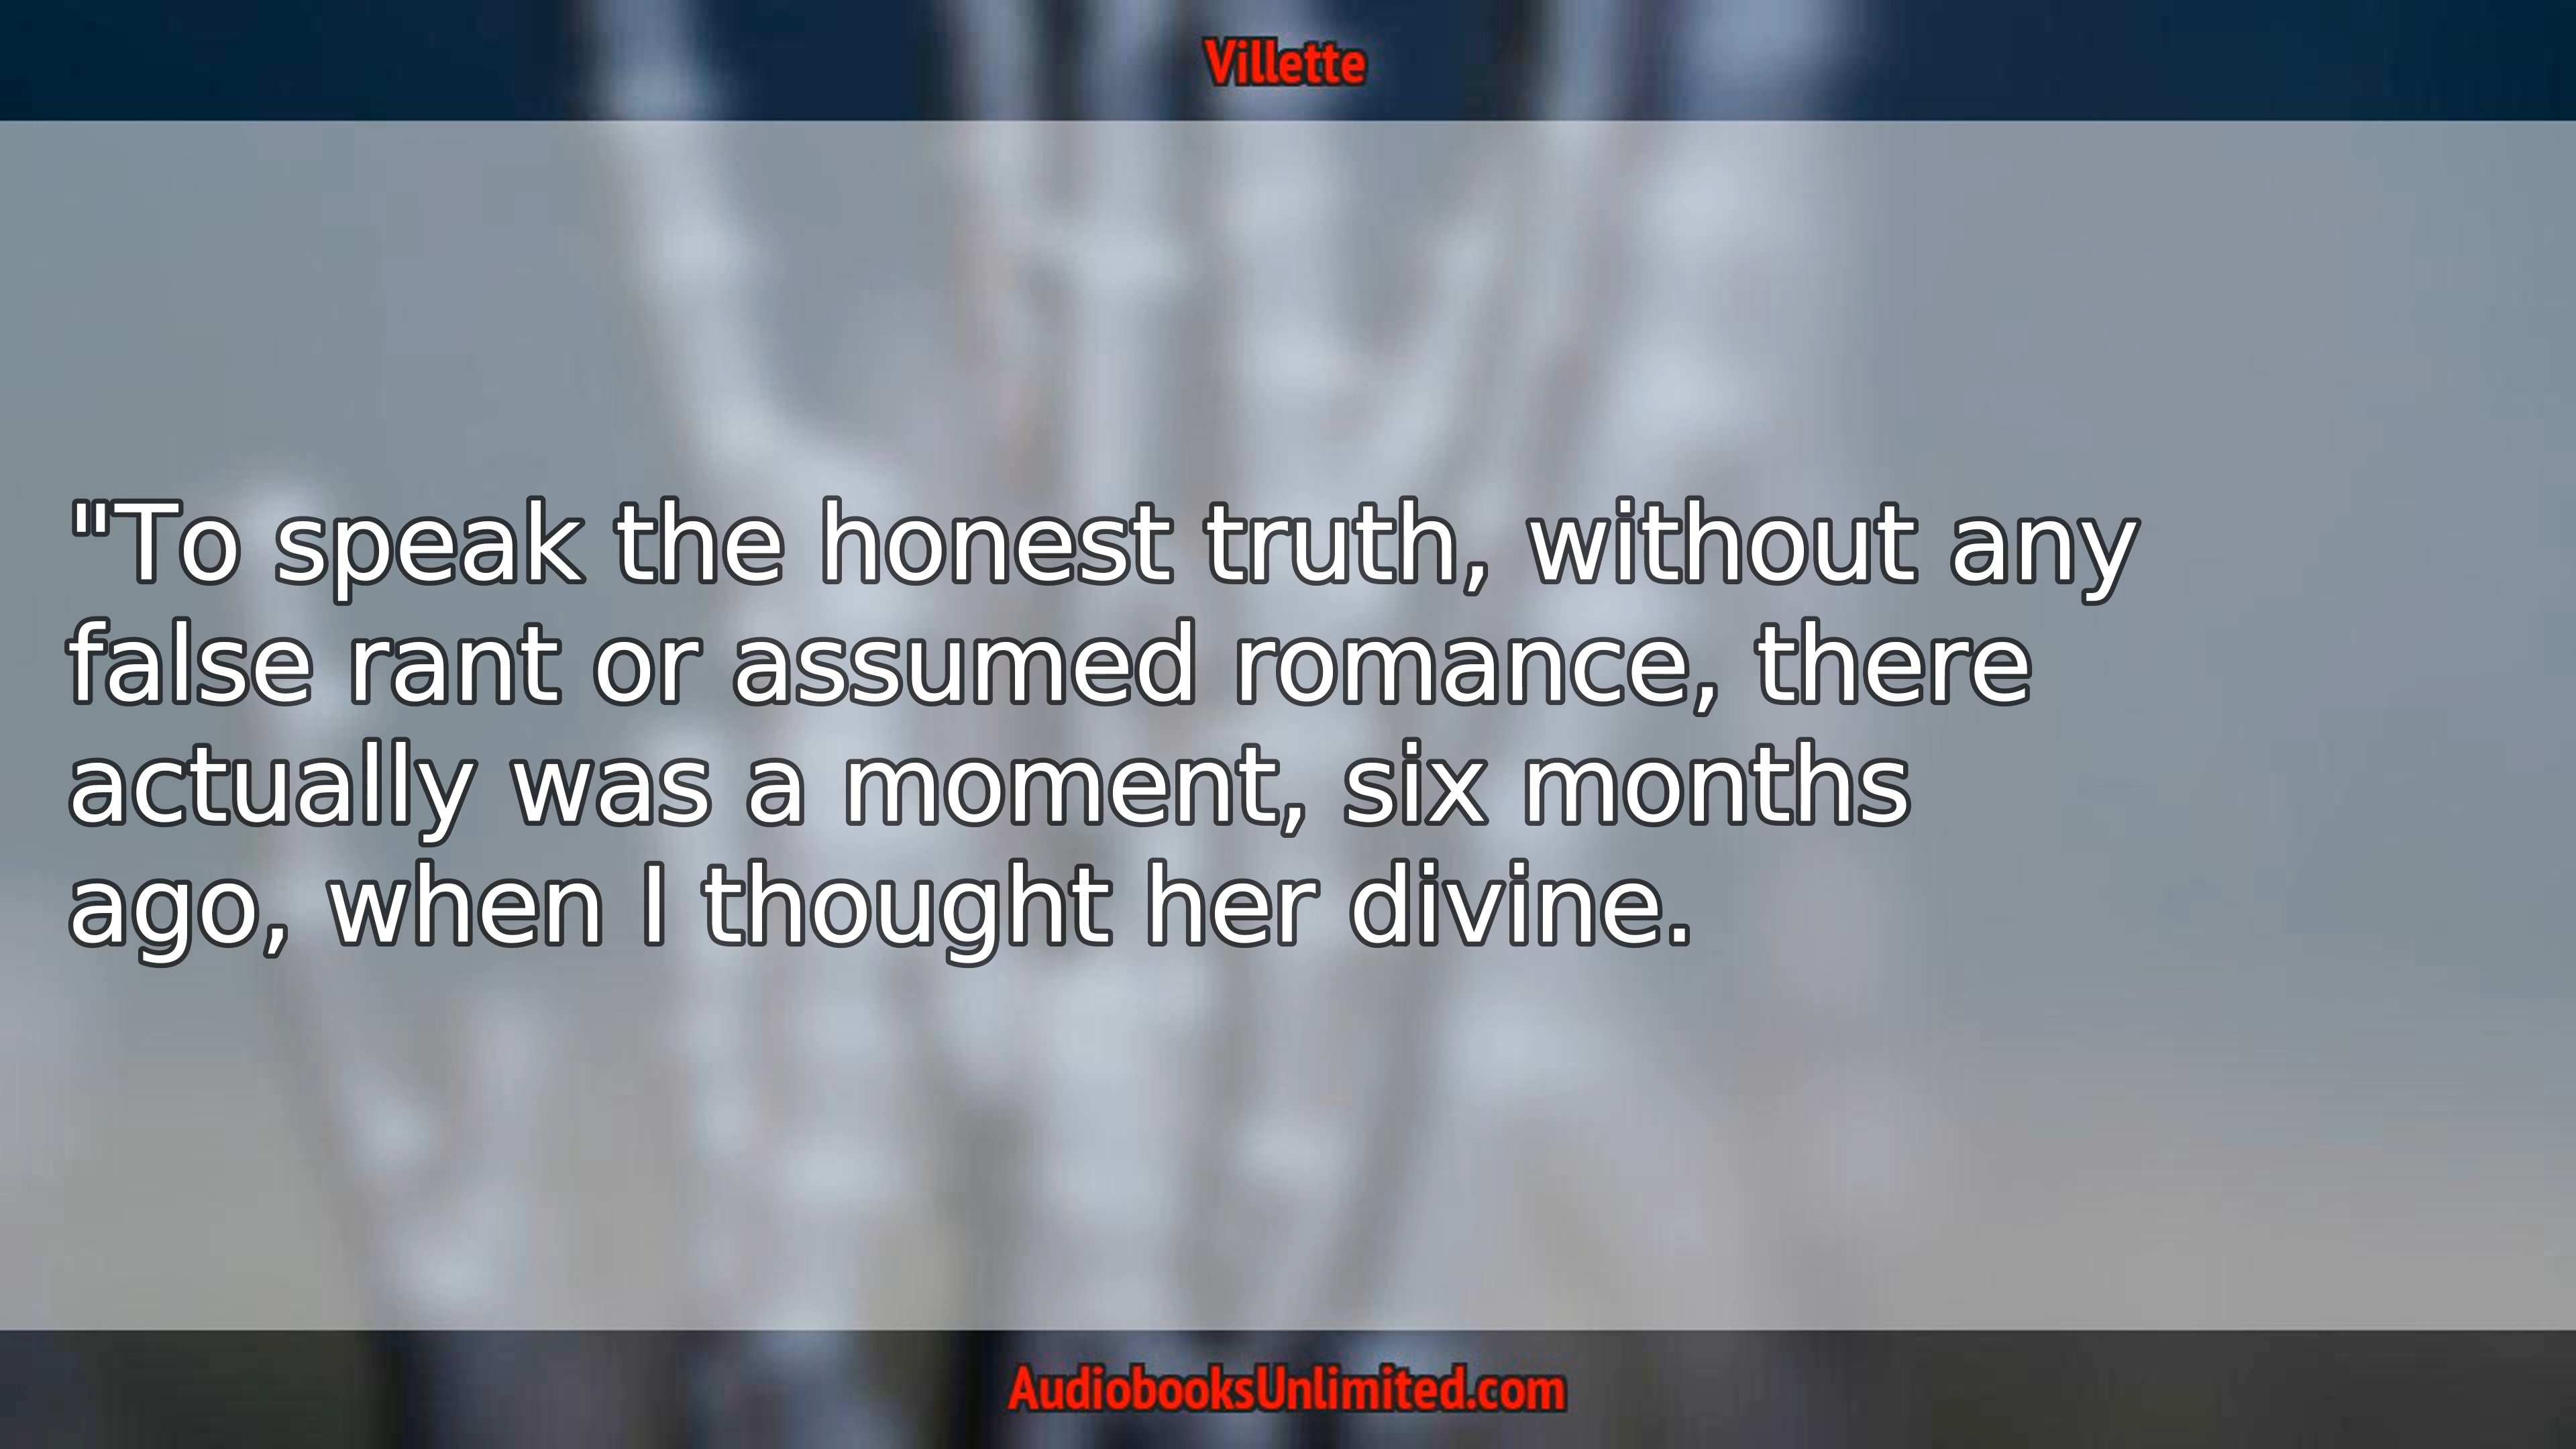 Villette
"To speak the honest truth, without any
false rant or assumed romance, there
actually was a moment, six months
ago, when I thought her divine.
AudiobooksUnlimited.com